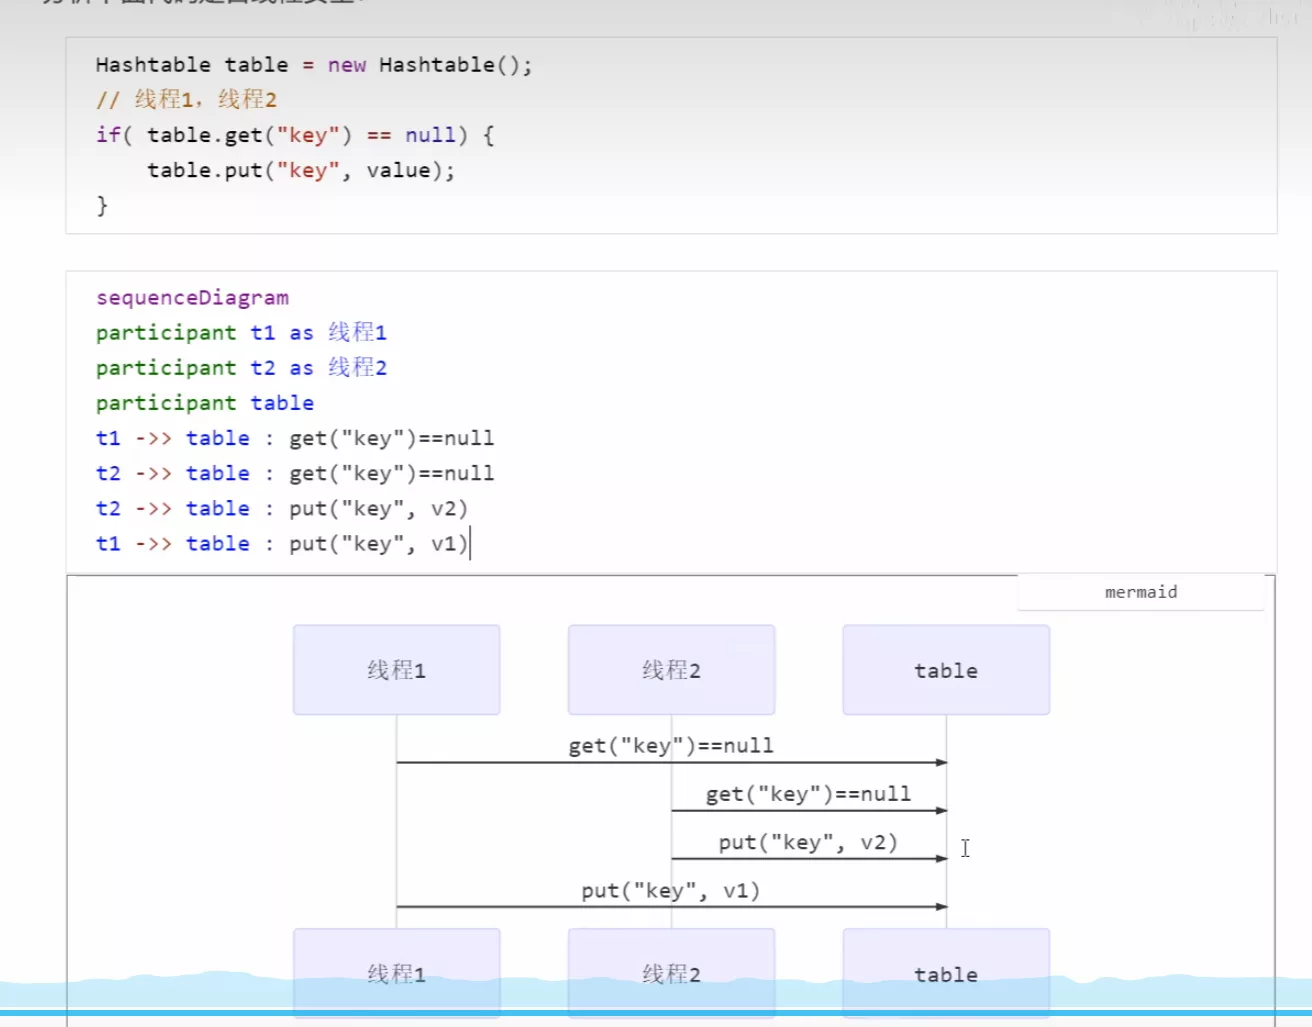 Hashtable table = new Hashtable();
// 线程1，线程2
if( table.get("key") == null) {
    table.put("key", value);
}
sequenceDiagram
participant t1 as 线程1
participant t2 as 线程2
participant table
t1 ->> table : get("key")==null
t2 ->> table : get("key")==null
t2 ->> table : put("key", v2)
t1 ->> table : put("key", v1)
mermaid
线程1 线程2 table
get("key")==null
get("key")==null
put("key", v2)
put("key", v1)
线程1 线程2 table